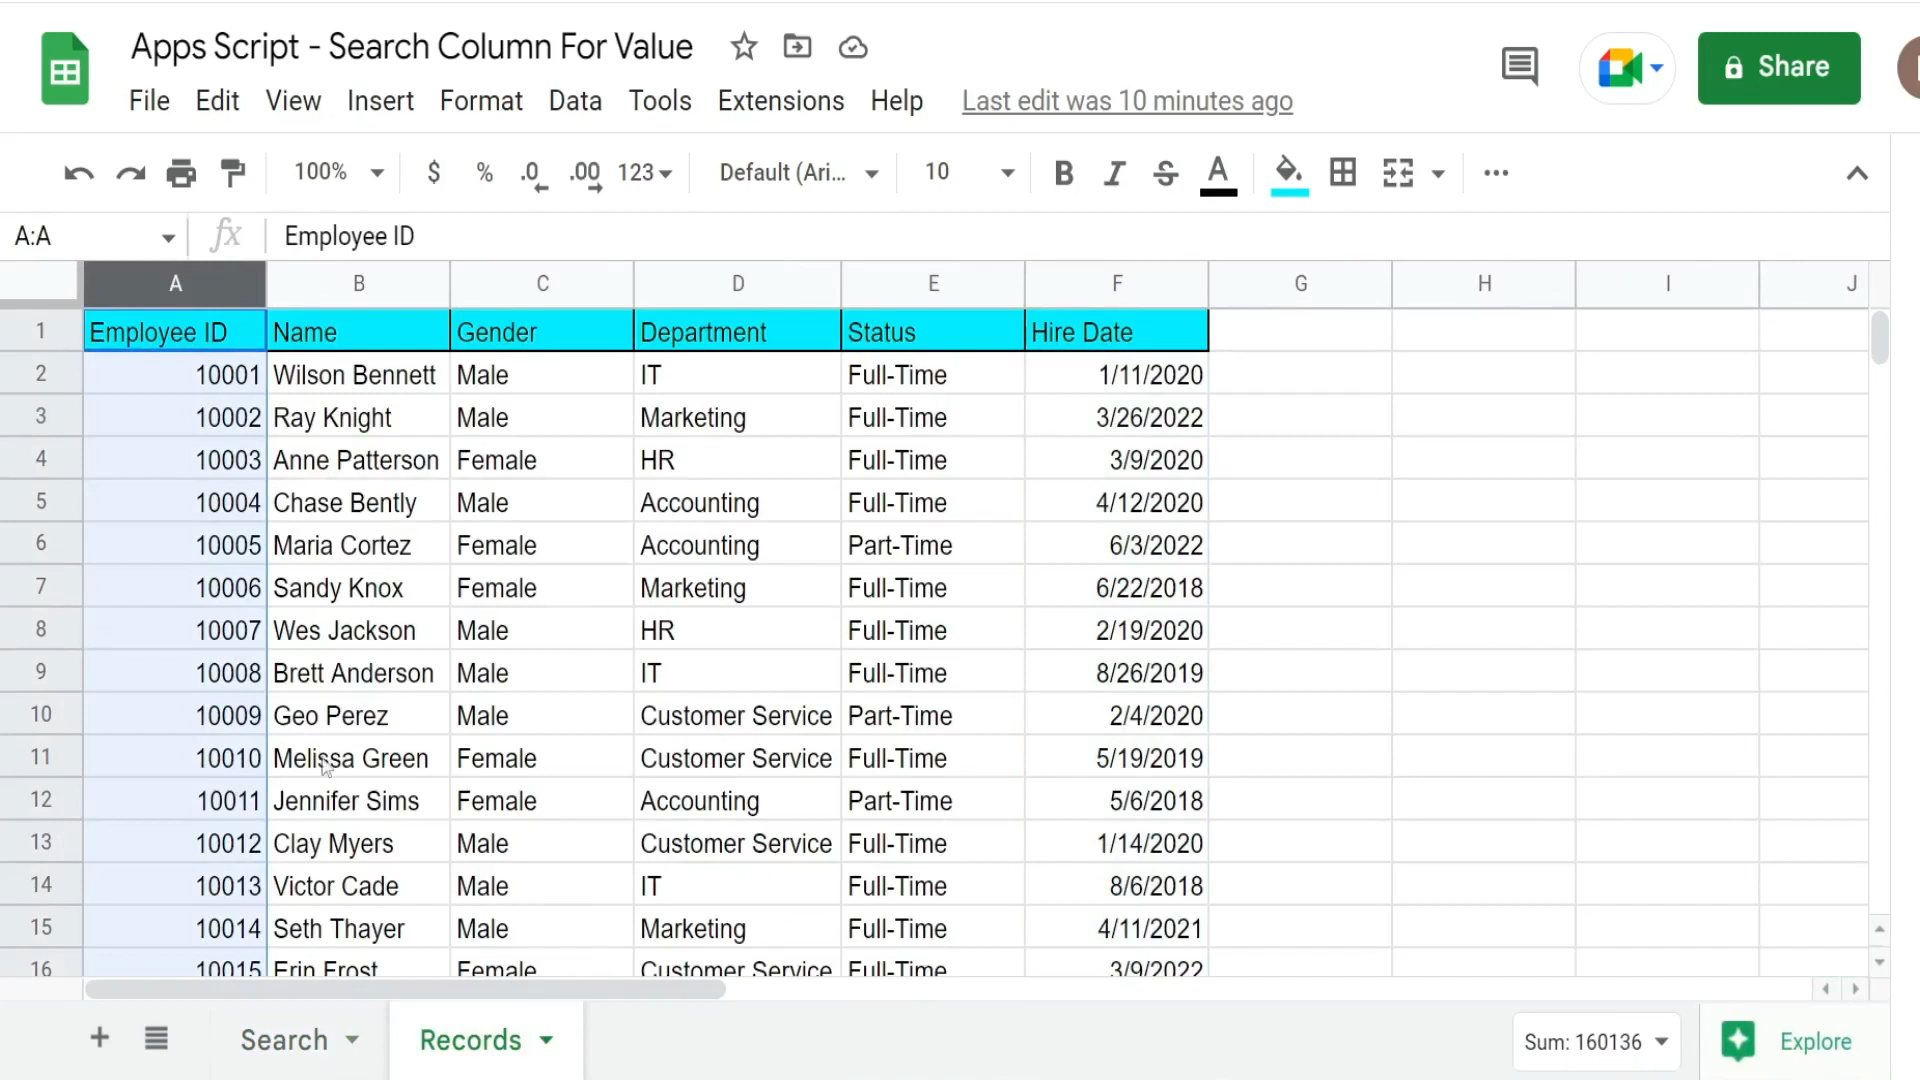 Apps Script - Search Column For Value
File Edit View Insert Format Data Tools Extensions Help Last edit was 10 minutes ago
Share
100% $ % .0 .00 123 Default (Ari... 10 B I S A ...
A:A fx Employee ID
A B C D E F G H I J
1 Employee ID Name Gender Department Status Hire Date
2 10001 Wilson Bennett Male IT Full-Time 1/11/2020
3 10002 Ray Knight Male Marketing Full-Time 3/26/2022
4 10003 Anne Patterson Female HR Full-Time 3/9/2020
5 10004 Chase Bently Male Accounting Full-Time 4/12/2020
6 10005 Maria Cortez Female Accounting Part-Time 6/3/2022
7 10006 Sandy Knox Female Marketing Full-Time 6/22/2018
8 10007 Wes Jackson Male HR Full-Time 2/19/2020
9 10008 Brett Anderson Male IT Full-Time 8/26/2019
10 10009 Geo Perez Male Customer Service Part-Time 2/4/2020
11 10010 Melissa Green Female Customer Service Full-Time 5/19/2019
12 10011 Jennifer Sims Female Accounting Part-Time 5/6/2018
13 10012 Clay Myers Male Customer Service Full-Time 1/14/2020
14 10013 Victor Cade Male IT Full-Time 8/6/2018
15 10014 Seth Thayer Male Marketing Full-Time 4/11/2021
16 10015 Erin Frost Female Customer Service Full-Time 3/9/2022
Search Records Sum: 160136 Explore